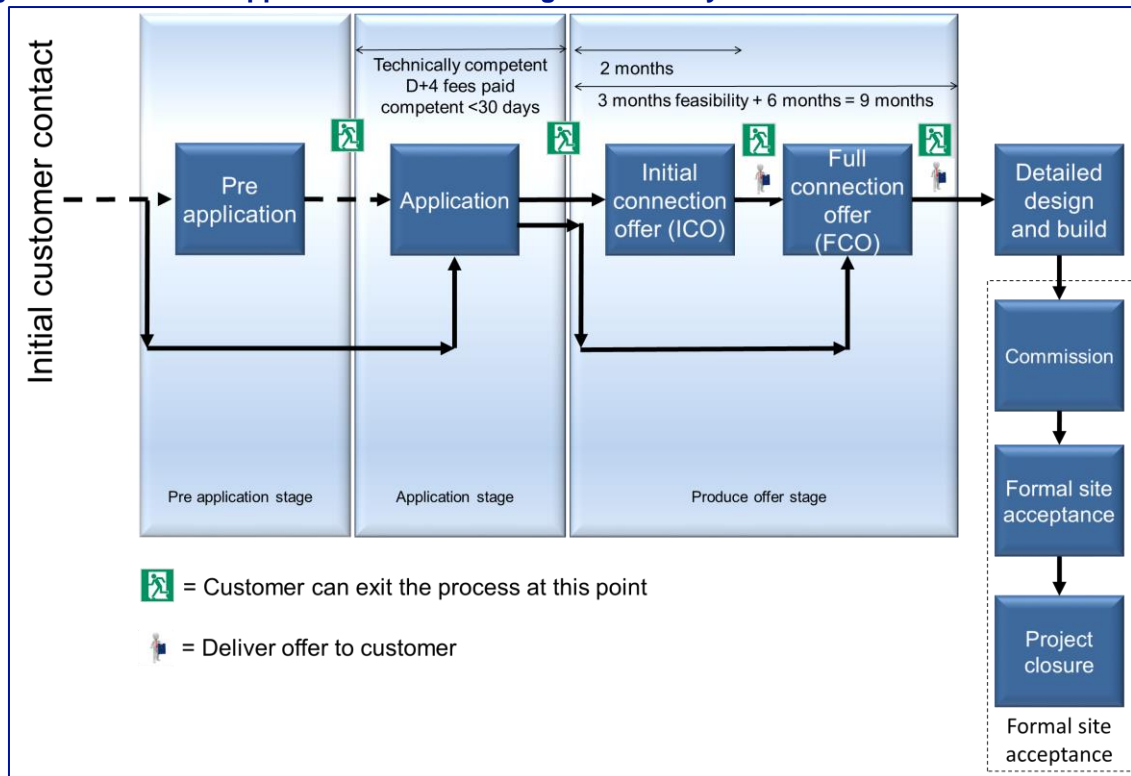 Initial customer contact
Technically competent
D+4 fees paid
competent <30 days
2 months
3 months feasibility + 6 months = 9 months
Pre
application
Application
Initial
connection
offer (ICO)
Full
connection
offer
(FCO)
Detailed
design
and build
Commission
Formal site
acceptance
Project
closure
Formal site
acceptance
Pre application stage
Application stage
Produce offer stage
= Customer can exit the process at this point
= Deliver offer to customer